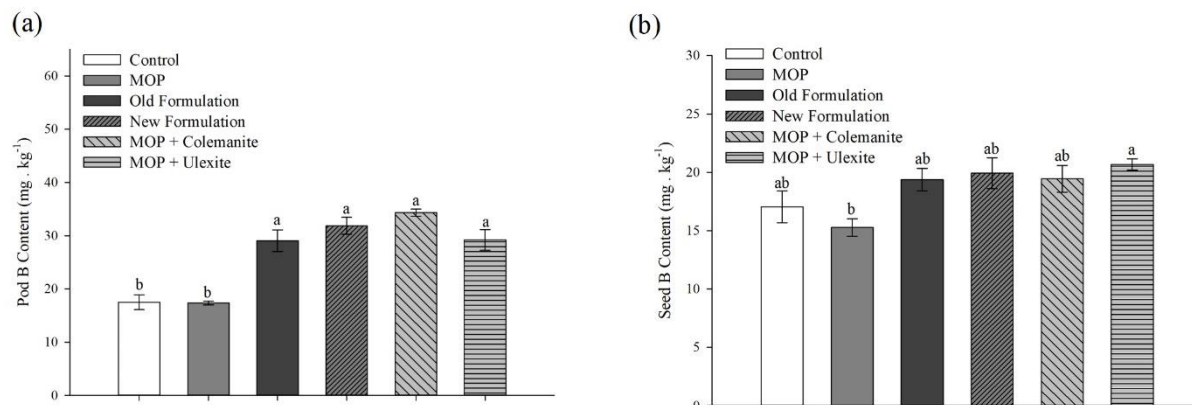 (a)
Pod B Content (mg . kg⁻¹)
60
50
40
30
20
10
0
Control
MOP
Old Formulation
New Formulation
MOP + Colemanite
MOP + Ulexite
b
b
a
a
a
a
(b)
Seed B Content (mg . kg⁻¹)
30
25
20
15
10
5
0
Control
MOP
Old Formulation
New Formulation
MOP + Colemanite
MOP + Ulexite
ab
b
ab
ab
ab
a